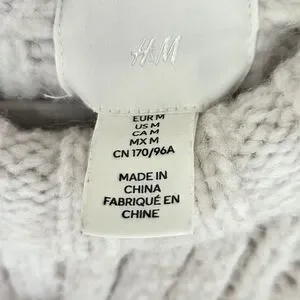 H&M
EUR M
US M
CA M
MX M
CN 170/96A
MADE IN
CHINA
FABRIQUÉ EN
CHINE